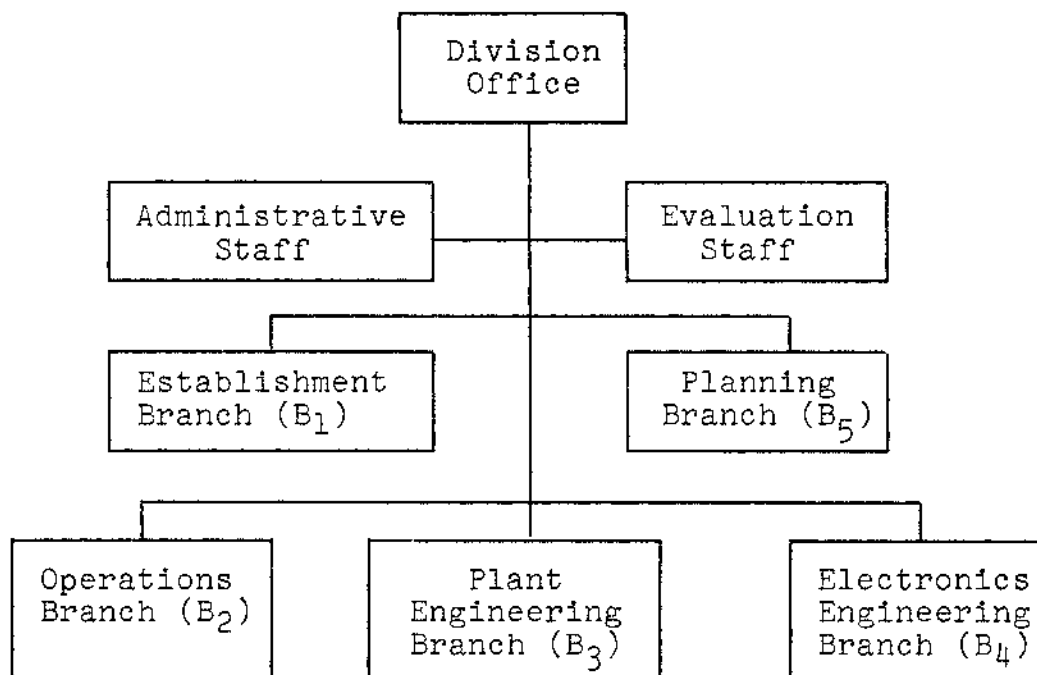 Division
Office
Administrative
Staff
Evaluation
Staff
Establishment
Branch (B₁)
Planning
Branch (B₅)
Operations
Branch (B₂)
Plant
Engineering
Branch (B₃)
Electronics
Engineering
Branch (B₄)